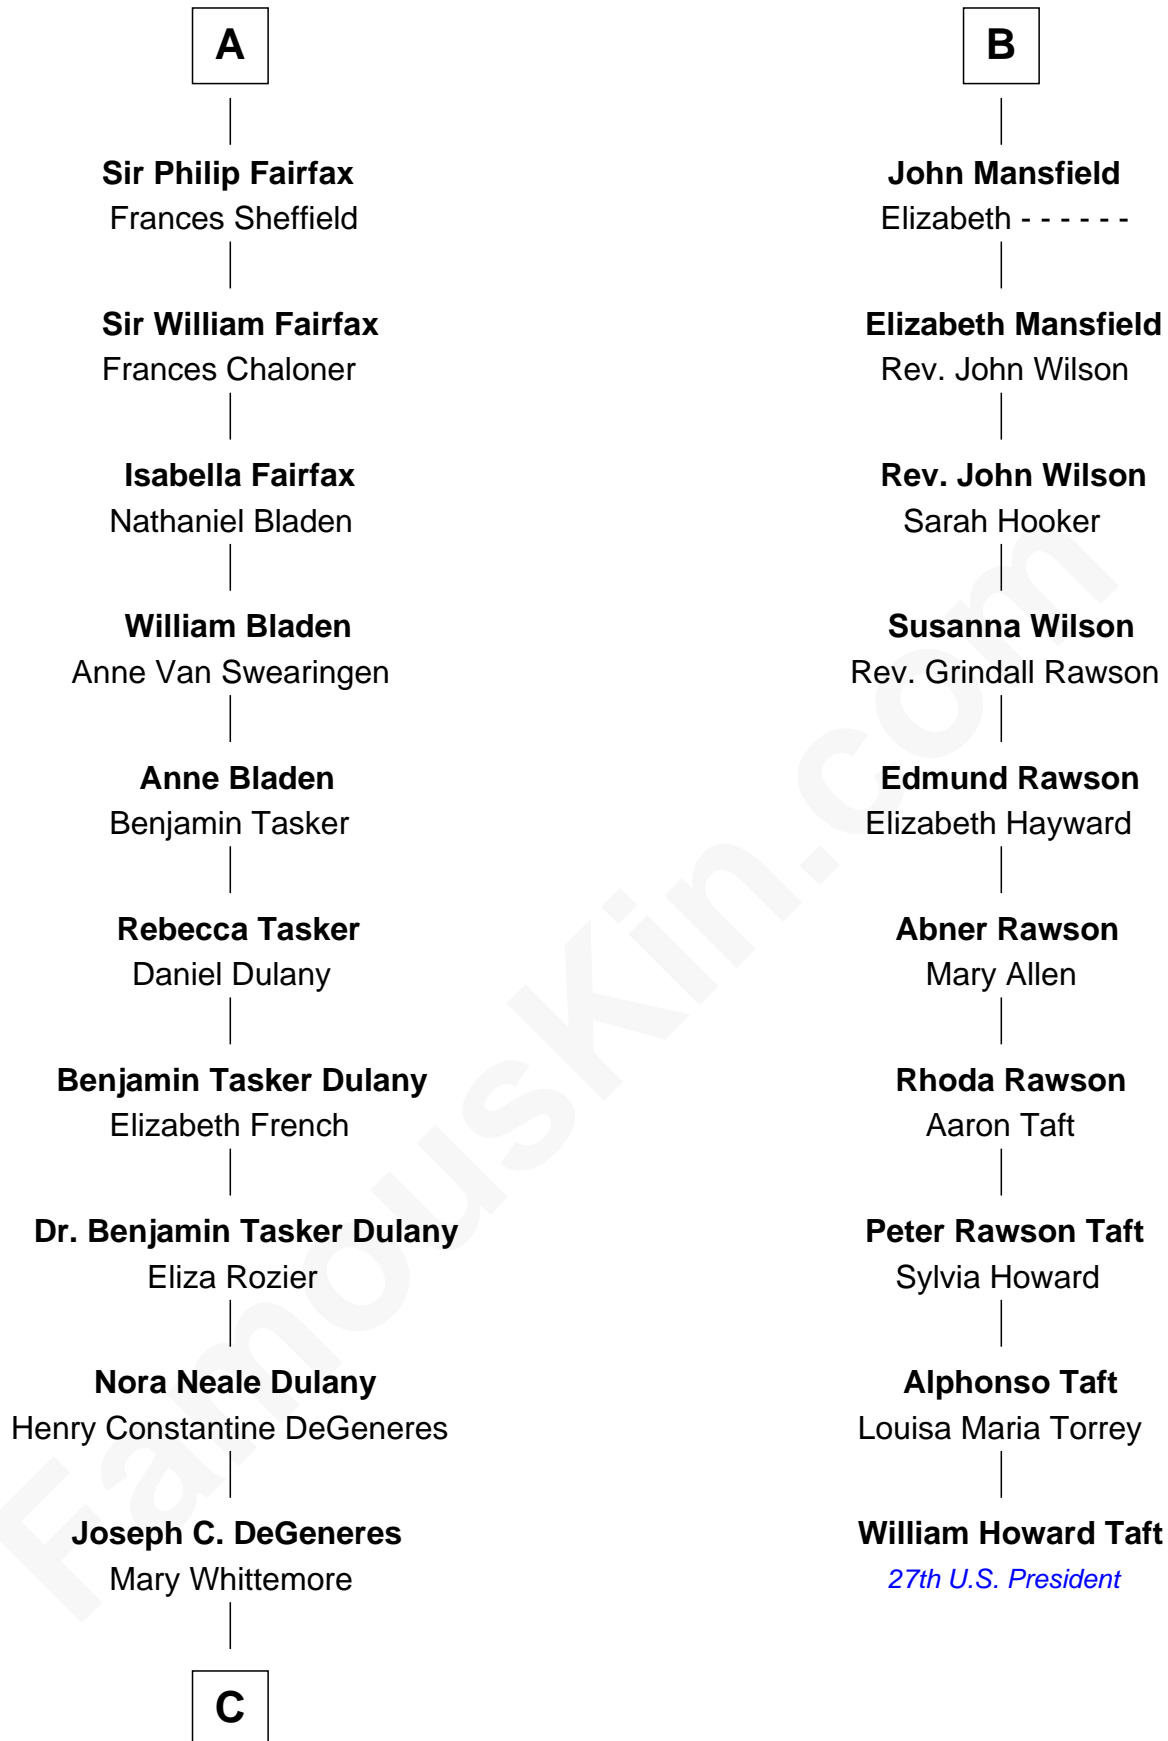 A
Sir Philip Fairfax
Frances Sheffield
Sir William Fairfax
Frances Chaloner
Isabella Fairfax
Nathaniel Bladen
William Bladen
Anne Van Swearingen
Anne Bladen
Benjamin Tasker
Rebecca Tasker
Daniel Dulany
Benjamin Tasker Dulany
Elizabeth French
Dr. Benjamin Tasker Dulany
Eliza Rozier
Nora Neale Dulany
Henry Constantine DeGeneres
Joseph C. DeGeneres
Mary Whittemore
C
B
John Mansfield
Elizabeth - - - - - -
Elizabeth Mansfield
Rev. John Wilson
Rev. John Wilson
Sarah Hooker
Susanna Wilson
Rev. Grindall Rawson
Edmund Rawson
Elizabeth Hayward
Abner Rawson
Mary Allen
Rhoda Rawson
Aaron Taft
Peter Rawson Taft
Sylvia Howard
Alphonso Taft
Louisa Maria Torrey
William Howard Taft
27th U.S. President
FamousKin.com